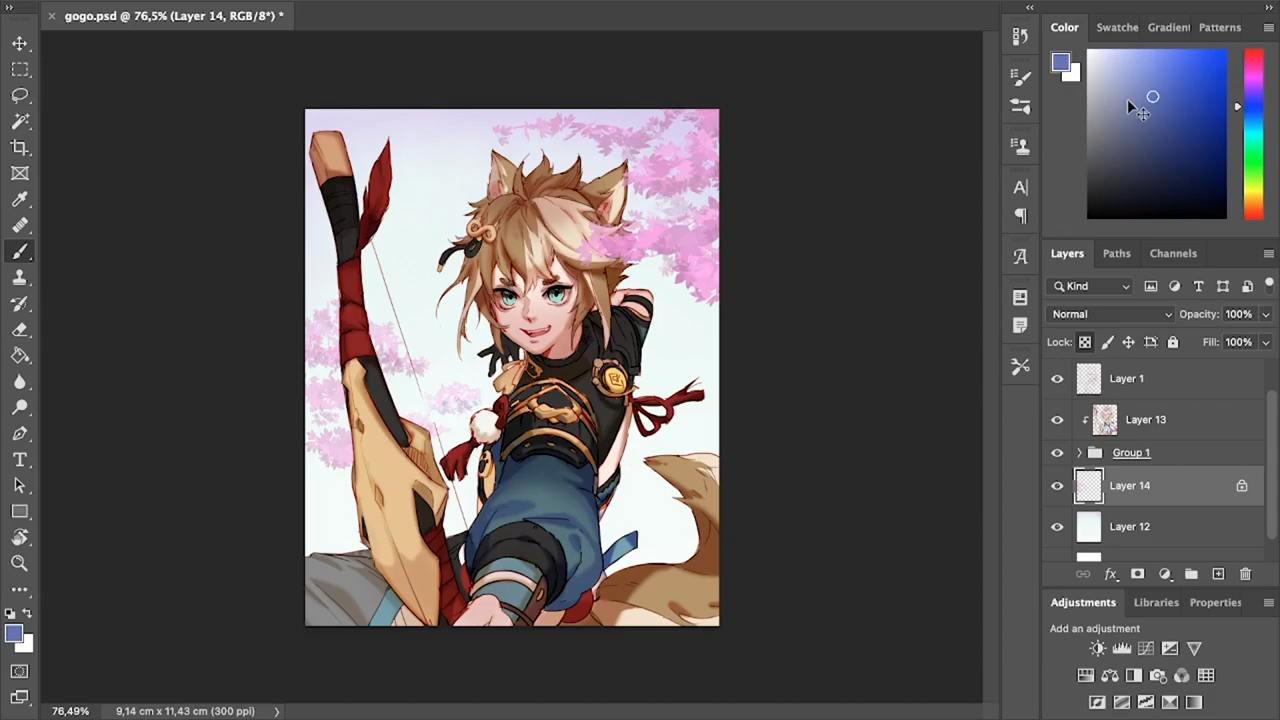 gogo.psd @ 76,5% (Layer 14, RGB/8*) *
Color
Swatche
Gradient
Patterns
Layers
Paths
Channels
Kind
Normal
Opacity: 100%
Lock:
Fill: 100%
Layer 1
Layer 13
Group 1
Layer 14
Layer 12
fx
Adjustments
Libraries
Properties
Add an adjustment
76,49%
9,14 cm x 11,43 cm (300 ppi)